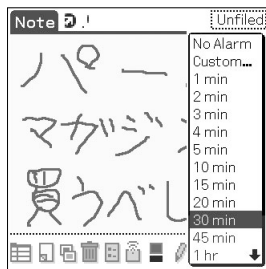 Note Unfiled
No Alarm
Custom...
1 min
2 min
3 min
4 min
5 min
10 min
15 min
20 min
30 min
45 min
1 hr
パー
マガジン
買うべし